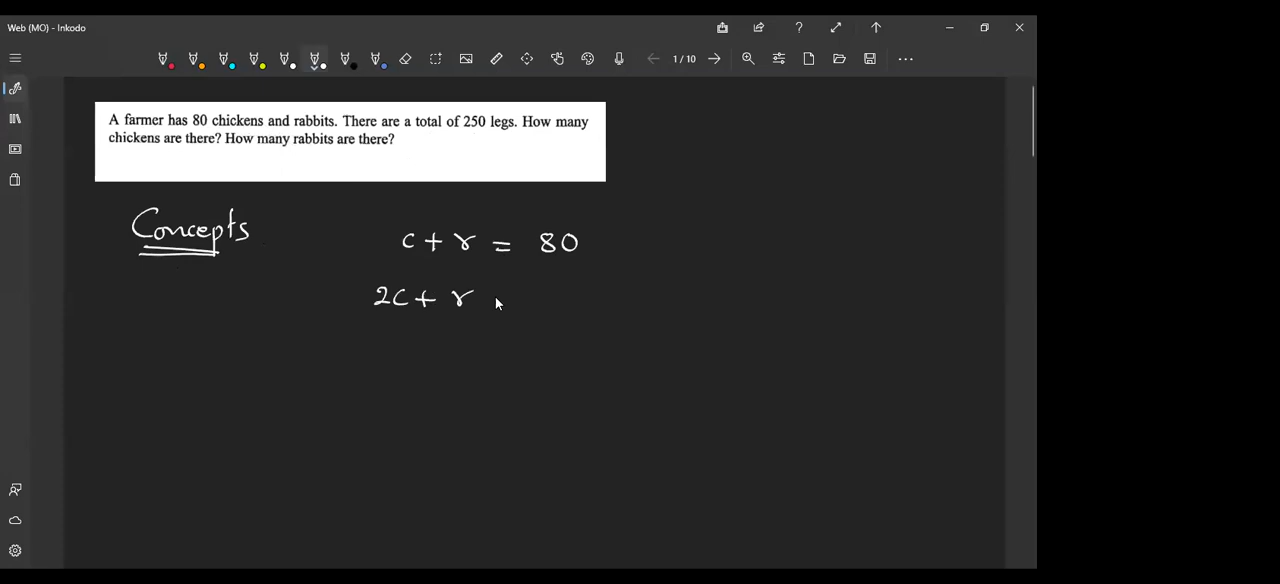 Web (MO) - Inkodo
1 / 10
A farmer has 80 chickens and rabbits. There are a total of 250 legs. How many
chickens are there? How many rabbits are there?
Concepts
c + r = 80
2c + r